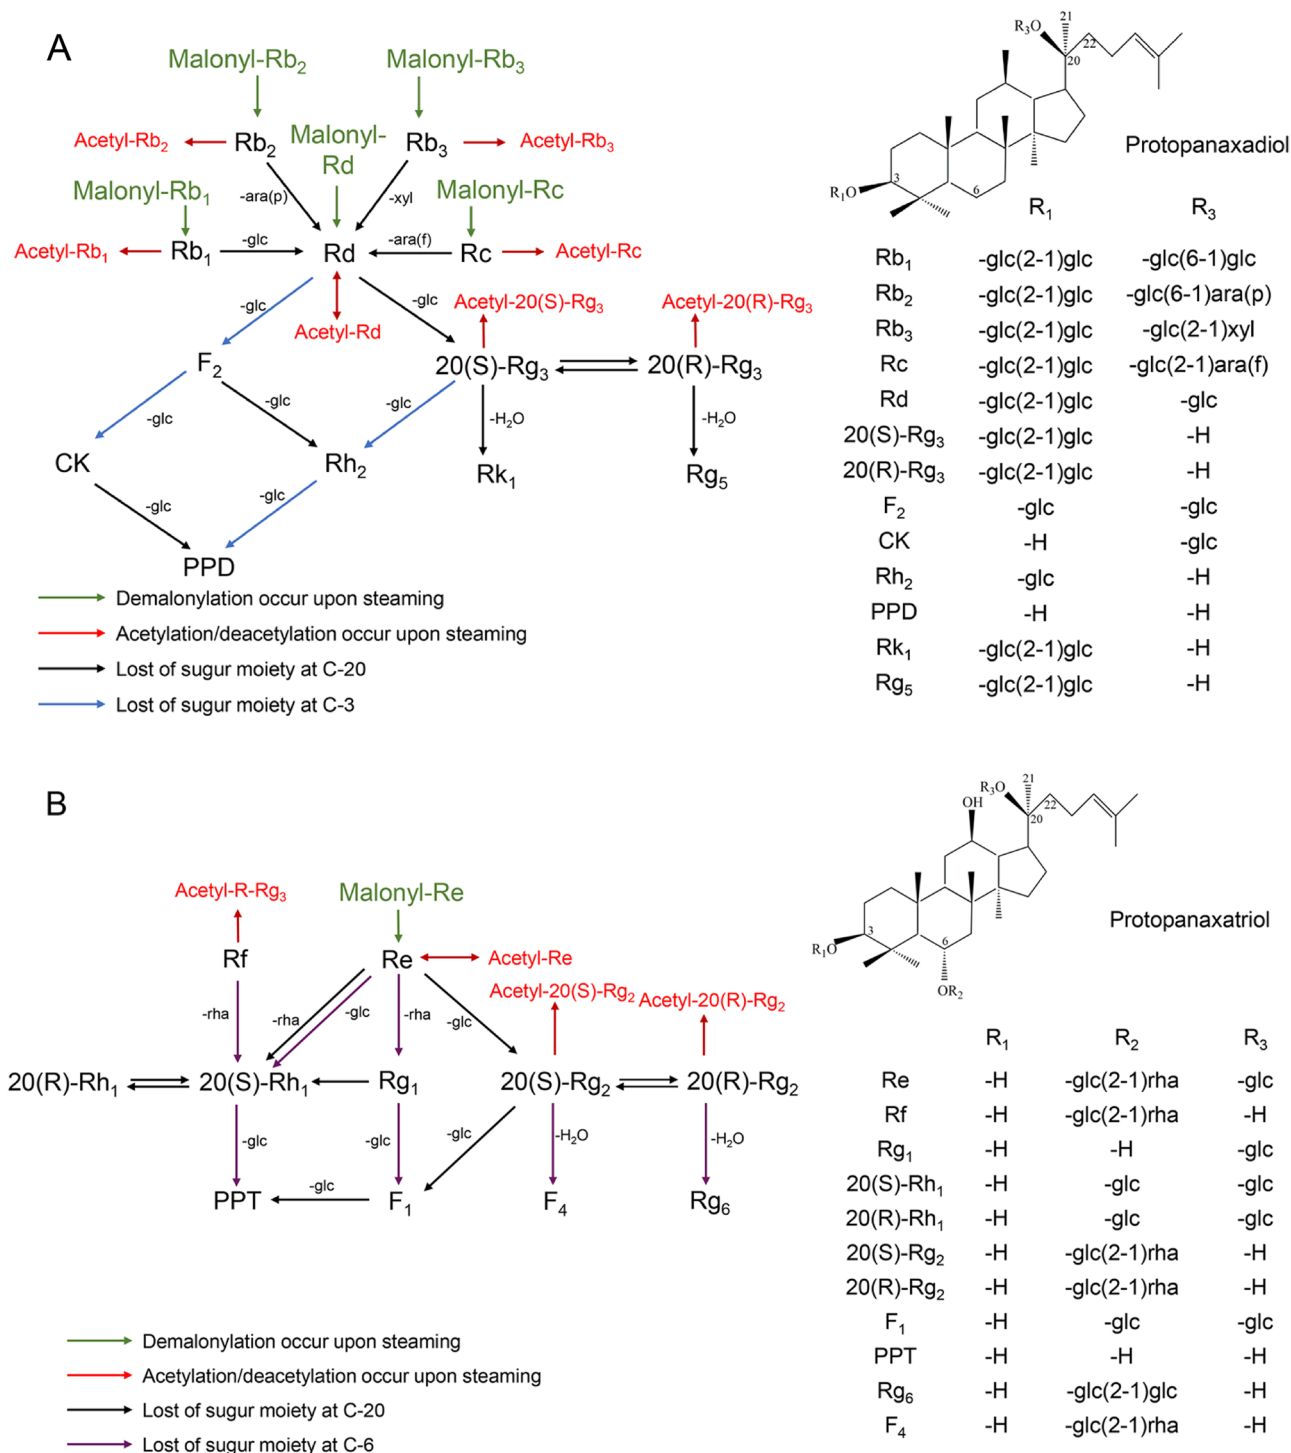 A
Malonyl-Rb2
Malonyl-Rb3
Acetyl-Rb2
Rb2
Malonyl-
Rd
Rb3
Acetyl-Rb3
Malonyl-Rb1
-ara(p)
-xyl
Malonyl-Rc
Acetyl-Rb1
Rb1
-glc
Rd
-ara(f)
Rc
Acetyl-Rc
-glc
Acetyl-Rd
-glc
Acetyl-20(S)-Rg3
Acetyl-20(R)-Rg3
F2
20(S)-Rg3
20(R)-Rg3
-glc
-glc
-glc
-H2O
-H2O
CK
Rh2
Rk1
Rg5
-glc
-glc
PPD
Demalonylation occur upon steaming
Acetylation/deacetylation occur upon steaming
Lost of sugur moiety at C-20
Lost of sugur moiety at C-3
R3O
21
22
20
3
6
R1O
Protopanaxadiol
R1 R3
Rb1 -glc(2-1)glc -glc(6-1)glc
Rb2 -glc(2-1)glc -glc(6-1)ara(p)
Rb3 -glc(2-1)glc -glc(2-1)xyl
Rc -glc(2-1)glc -glc(2-1)ara(f)
Rd -glc(2-1)glc -glc
20(S)-Rg3 -glc(2-1)glc -H
20(R)-Rg3 -glc(2-1)glc -H
F2 -glc -glc
CK -H -glc
Rh2 -glc -H
PPD -H -H
Rk1 -glc(2-1)glc -H
Rg5 -glc(2-1)glc -H
B
Acetyl-R-Rg3
Malonyl-Re
Rf
Re
Acetyl-Re
Acetyl-20(S)-Rg2
Acetyl-20(R)-Rg2
-rha
-rha
-glc
-rha
-glc
20(R)-Rh1
20(S)-Rh1
Rg1
20(S)-Rg2
20(R)-Rg2
-glc
-glc
-glc
-H2O
-H2O
PPT
-glc
F1
F4
Rg6
Demalonylation occur upon steaming
Acetylation/deacetylation occur upon steaming
Lost of sugur moiety at C-20
Lost of sugur moiety at C-6
OH
R3O
21
22
20
3
6
R1O
OR2
Protopanaxatriol
R1 R2 R3
Re -H -glc(2-1)rha -glc
Rf -H -glc(2-1)rha -H
Rg1 -H -H -glc
20(S)-Rh1 -H -glc -glc
20(R)-Rh1 -H -glc -glc
20(S)-Rg2 -H -glc(2-1)rha -H
20(R)-Rg2 -H -glc(2-1)rha -H
F1 -H -glc -glc
PPT -H -H -H
Rg6 -H -glc(2-1)glc -H
F4 -H -glc(2-1)rha -H